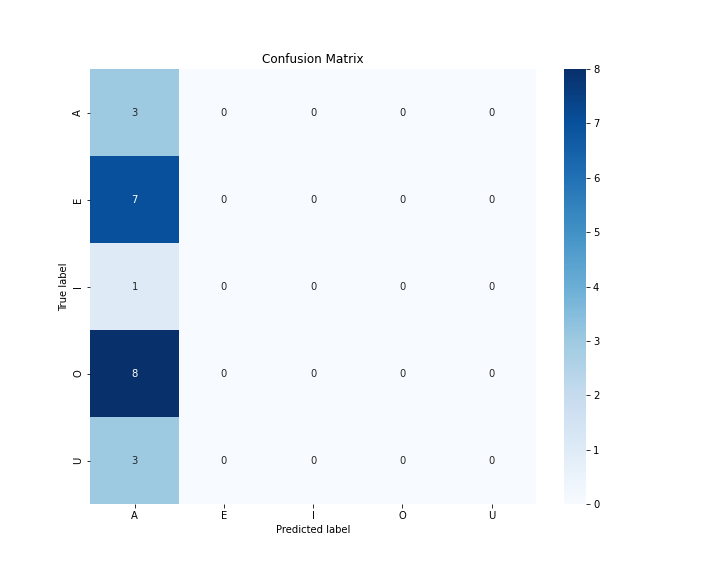 Confusion Matrix
A 3 0 0 0 0
E 7 0 0 0 0
I 1 0 0 0 0
O 8 0 0 0 0
U 3 0 0 0 0
A E I O U
Predicted label
True label
8
7
6
5
4
3
2
1
0